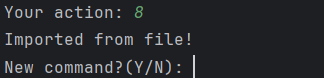 Your action: 8
Imported from file!
New command?(Y/N):